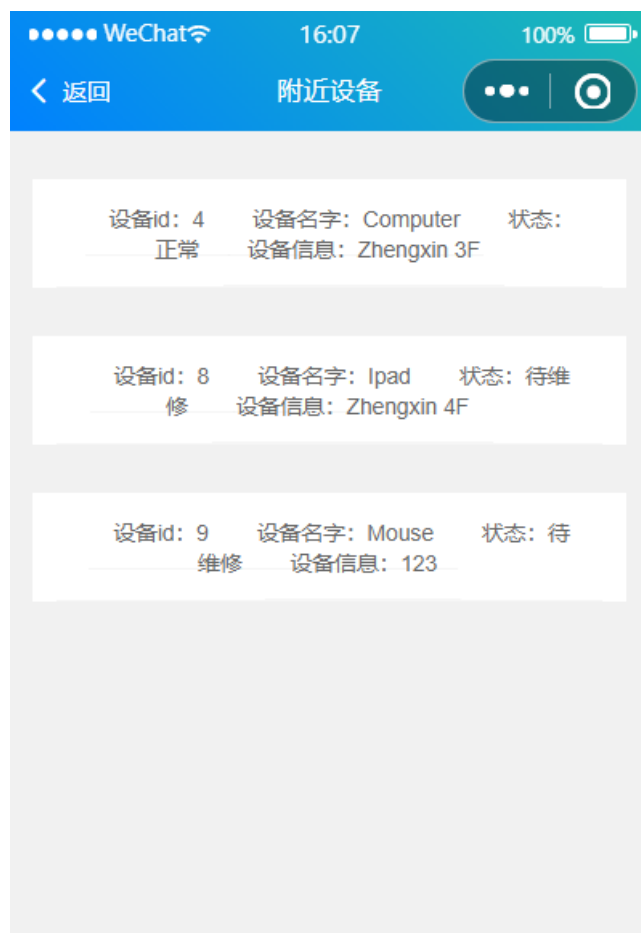 WeChat 16:07 100%
返回 附近设备
设备id：4 设备名字：Computer 状态：
正常 设备信息：Zhengxin 3F
设备id：8 设备名字：Ipad 状态：待维
修 设备信息：Zhengxin 4F
设备id：9 设备名字：Mouse 状态：待
维修 设备信息：123